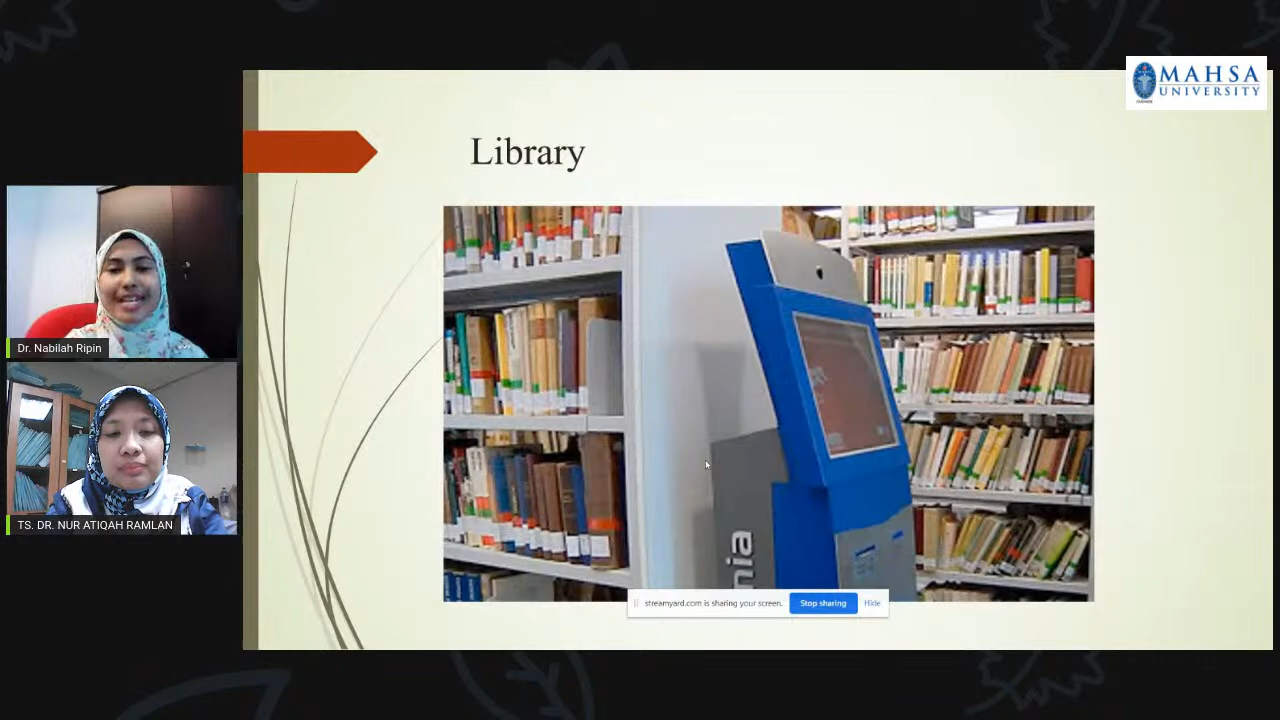 MAHSA
UNIVERSITY
Library
Dr. Nabilah Ripin
TS. DR. NUR ATIQAH RAMLAN
nia
streamyard.com is sharing your screen.
Stop sharing
Hide